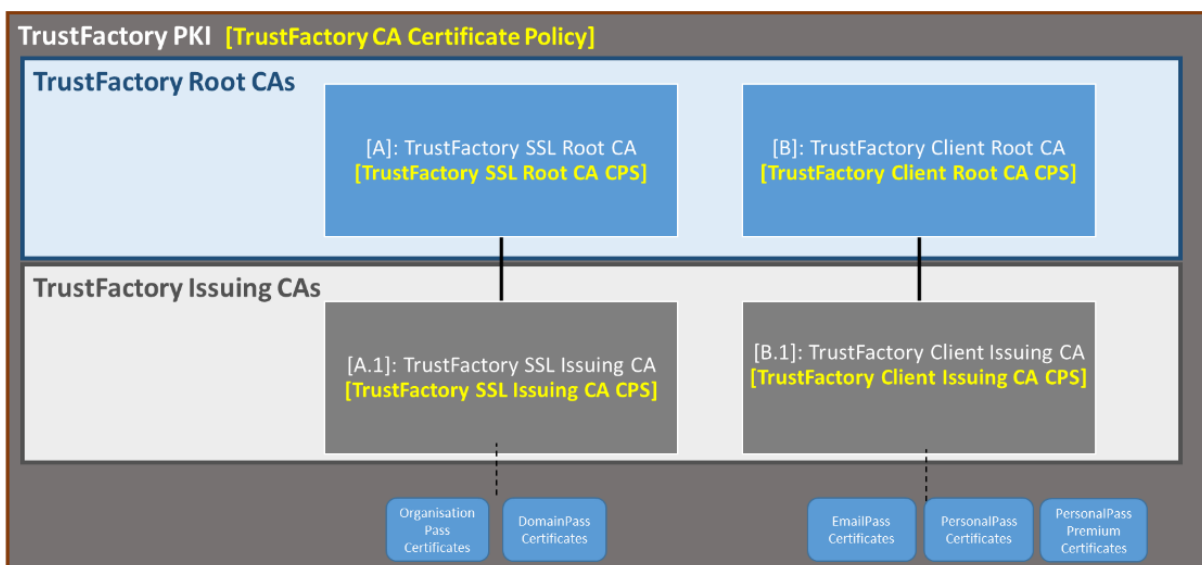 TrustFactory PKI [TrustFactory CA Certificate Policy]
TrustFactory Root CAs
[A]: TrustFactory SSL Root CA
[TrustFactory SSL Root CA CPS]
[B]: TrustFactory Client Root CA
[TrustFactory Client Root CA CPS]
TrustFactory Issuing CAs
[A.1]: TrustFactory SSL Issuing CA
[TrustFactory SSL Issuing CA CPS]
[B.1]: TrustFactory Client Issuing CA
[TrustFactory Client Issuing CA CPS]
Organisation
Pass
Certificates
DomainPass
Certificates
EmailPass
Certificates
PersonalPass
Certificates
PersonalPass
Premium
Certificates